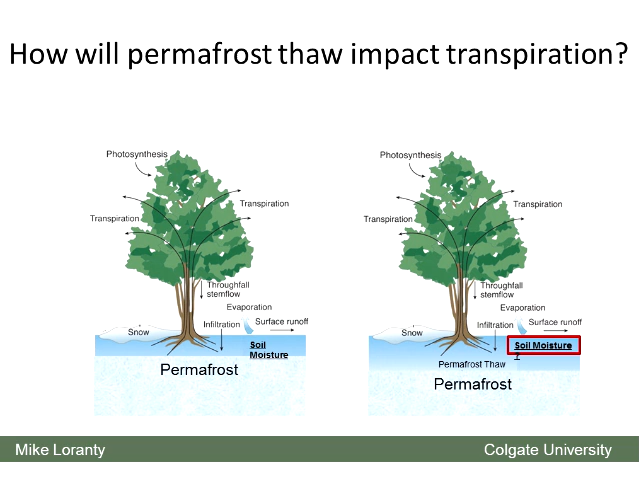 How will permafrost thaw impact transpiration?
Photosynthesis
Transpiration
Transpiration
Throughfall
stemflow
Evaporation
Infiltration
Surface runoff
Snow
Soil
Moisture
Permafrost
Photosynthesis
Transpiration
Transpiration
Throughfall
stemflow
Evaporation
Infiltration
Surface runoff
Snow
Soil Moisture
?
Permafrost Thaw
Permafrost
Mike Loranty
Colgate University